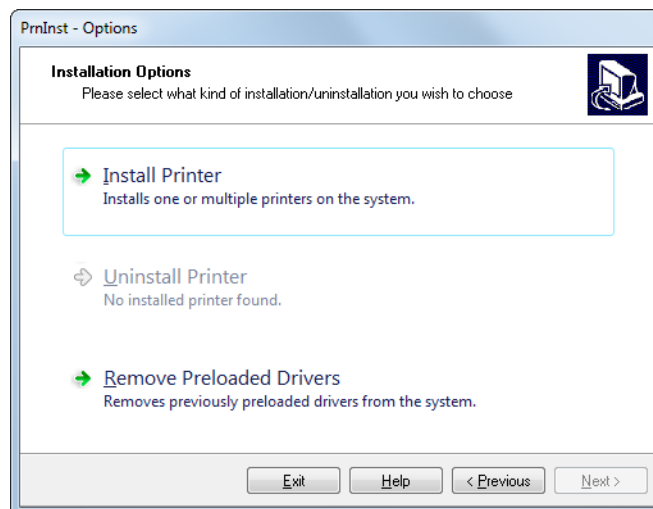 PrnInst - Options
Installation Options
Please select what kind of installation/uninstallation you wish to choose
Install Printer
Installs one or multiple printers on the system.
Uninstall Printer
No installed printer found.
Remove Preloaded Drivers
Removes previously preloaded drivers from the system.
Exit Help < Previous Next >